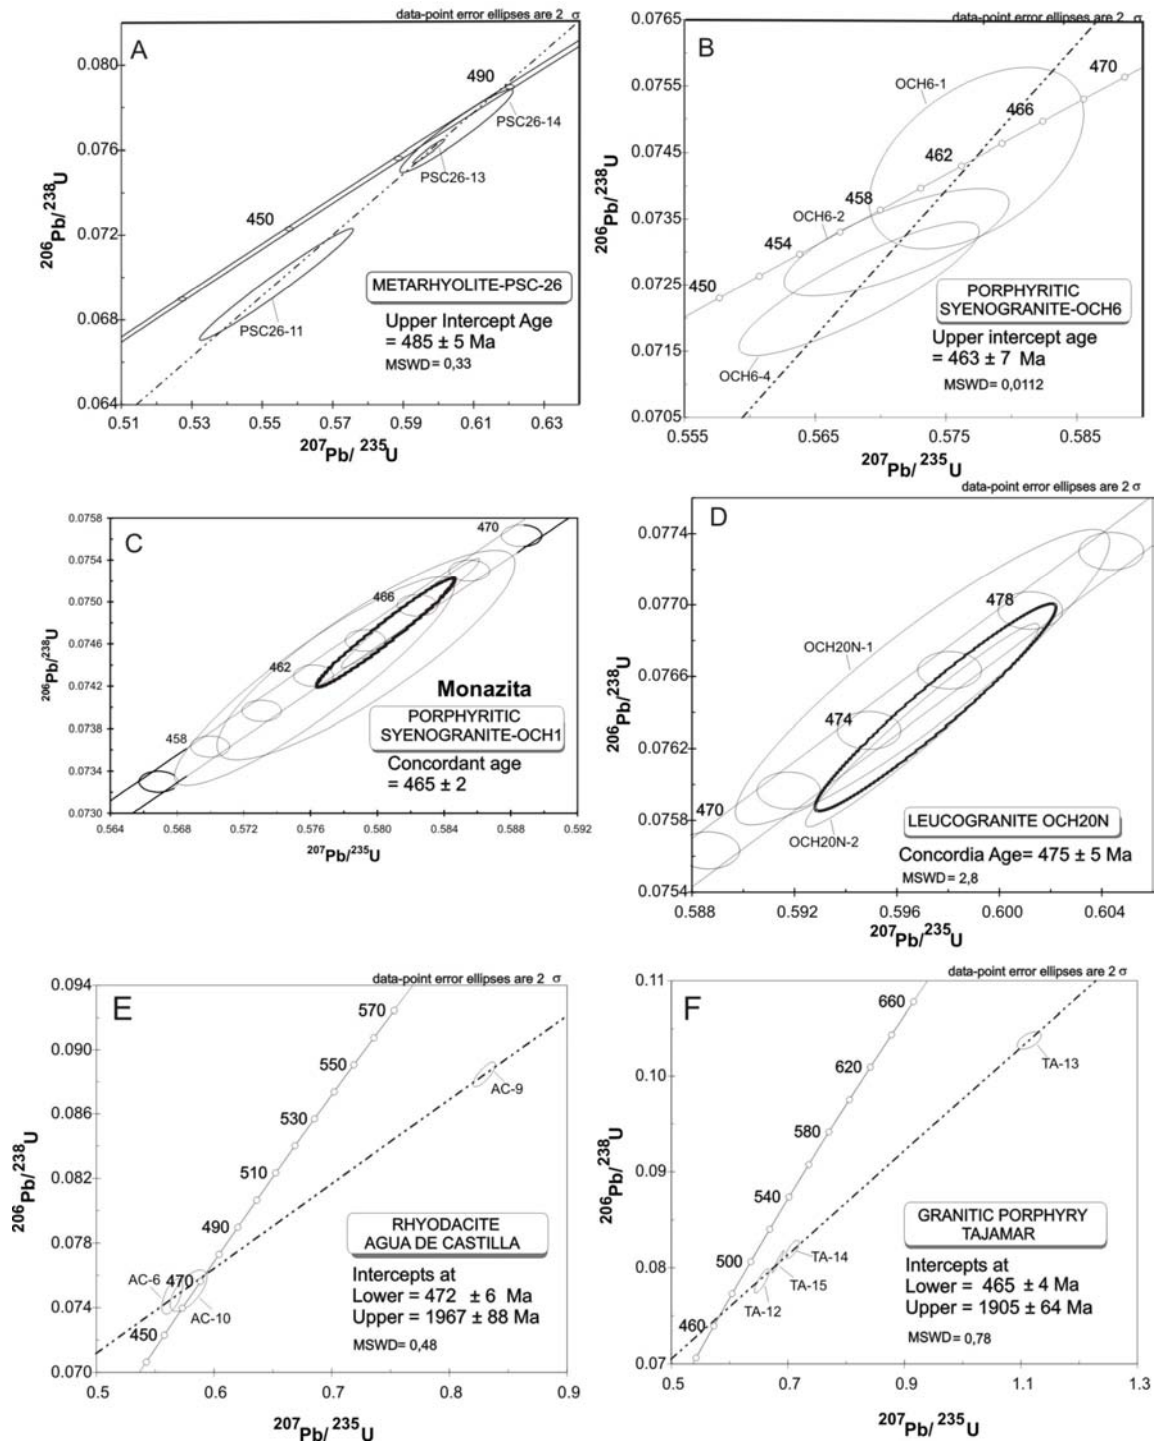 data-point error ellipses are 2 σ
A
0.080
0.076
0.072
0.068
0.064
206Pb/238U
490
450
PSC26-14
PSC26-13
PSC26-11
METARHYOLITE-PSC-26
Upper Intercept Age
= 485 ± 5 Ma
MSWD = 0,33
0.51 0.53 0.55 0.57 0.59 0.61 0.63
207Pb/ 235U
data-point error ellipses are 2 σ
B
0.0765
0.0755
0.0745
0.0735
0.0725
0.0715
0.0705
206Pb/238U
470
466
462
458
454
450
OCH6-1
OCH6-2
OCH6-4
PORPHYRITIC
SYENOGRANITE-OCH6
Upper intercept age
= 463 ± 7 Ma
MSWD = 0,0112
0.555 0.565 0.575 0.585
207Pb/ 235U
C
0.0758
0.0754
0.0750
0.0746
0.0742
0.0738
0.0734
0.0730
206Pb/238U
470
466
462
458
Monazita
PORPHYRITIC
SYENOGRANITE-OCH1
Concordant age
= 465 ± 2
0.564 0.568 0.572 0.576 0.580 0.584 0.588 0.592
207Pb/235U
data-point error ellipses are 2 σ
D
0.0774
0.0770
0.0766
0.0762
0.0758
0.0754
206Pb/238U
478
474
470
OCH20N-1
OCH20N-2
LEUCOGRANITE OCH20N
Concordia Age= 475 ± 5 Ma
MSWD = 2,8
0.588 0.592 0.596 0.600 0.604
207Pb/235U
data-point error ellipses are 2 σ
E
0.094
0.090
0.086
0.082
0.078
0.074
0.070
206Pb/238U
570
550
530
510
490
470
450
AC-9
AC-6
AC-10
RHYODACITE
AGUA DE CASTILLA
Intercepts at
Lower = 472 ± 6 Ma
Upper = 1967 ± 88 Ma
MSWD= 0,48
0.5 0.6 0.7 0.8 0.9
207Pb/ 235U
data-point error ellipses are 2 σ
F
0.11
0.10
0.09
0.08
0.07
206Pb/238U
660
620
580
540
500
460
TA-13
TA-14
TA-15
TA-12
GRANITIC PORPHYRY
TAJAMAR
Intercepts at
Lower = 465 ± 4 Ma
Upper = 1905 ± 64 Ma
MSWD = 0,78
0.5 0.7 0.9 1.1 1.3
207Pb/ 235U